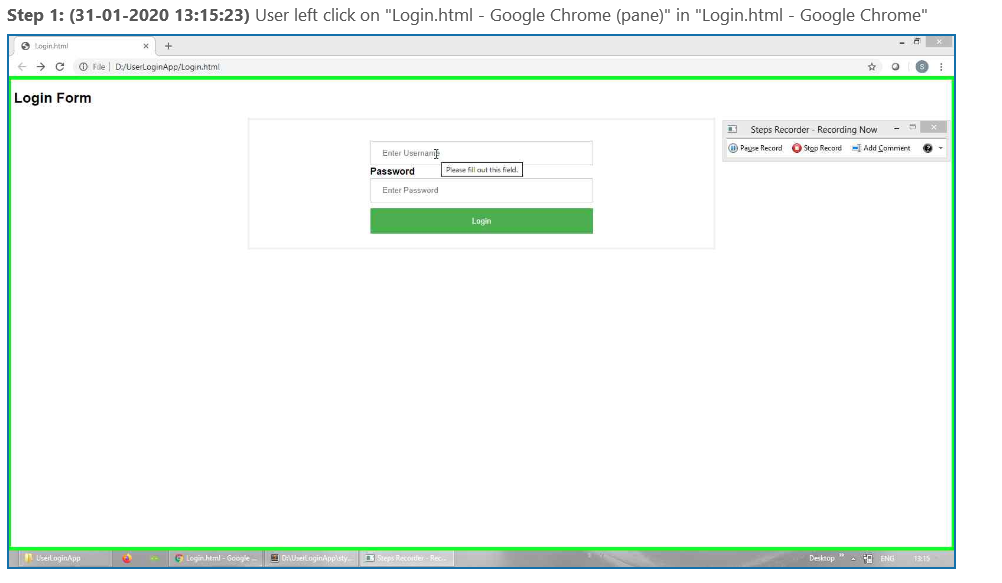 Step 1: (31-01-2020 13:15:23) User left click on "Login.html - Google Chrome (pane)" in "Login.html - Google Chrome"
Login.html
File | D:/UserLoginApp/Login.html
S
Login Form
Steps Recorder - Recording Now
Pause Record Stop Record Add Comment
Enter Username
Password
Please fill out this field.
Enter Password
Login
UserLoginApp Login.html - Google ... D:\UserLoginApp\sty... Steps Recorder - Rec... Desktop ENG 13:15